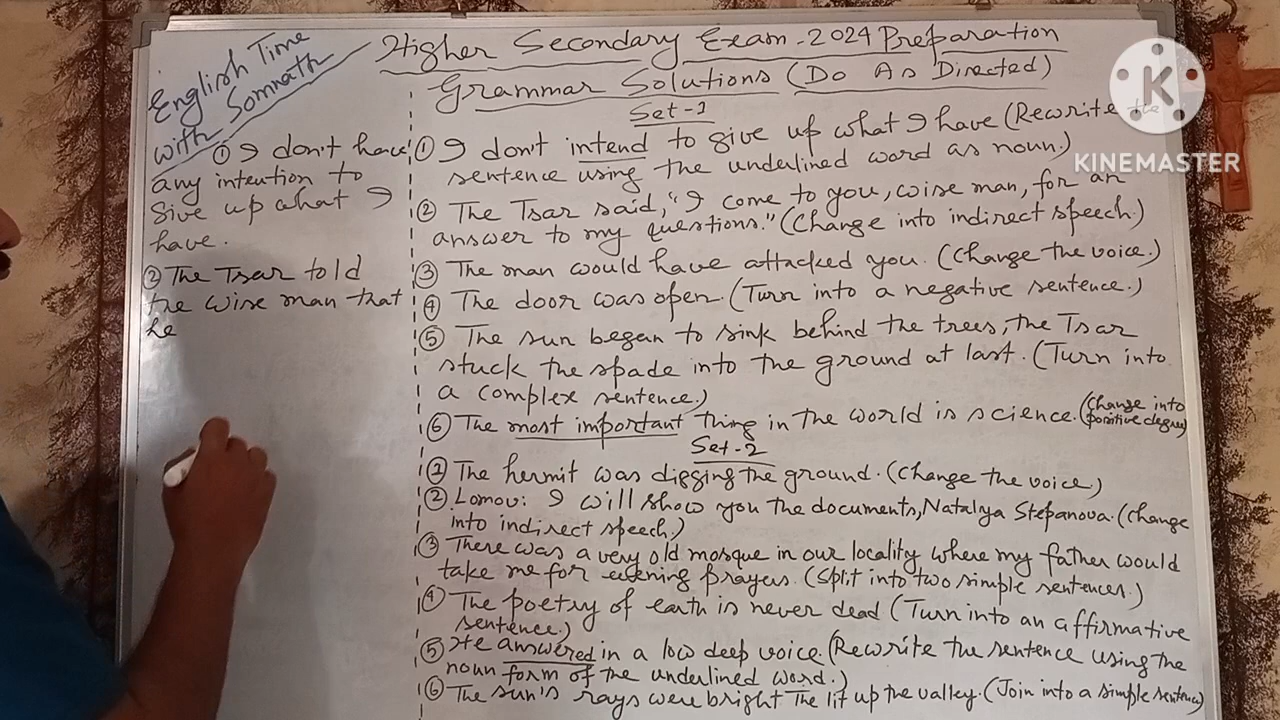 English Time
with Somnath
Higher Secondary Exam-2024 Preparation
Grammar Solutions (Do As Directed)
K
KINEMASTER
① I don't have
any intention to
give up what I
have.
② The Tsar told
the wise man that
he
Set-1
① I don't intend to give up what I have (Rewrite the
sentence using the underlined word as noun.)
② The Tsar said, "I come to you, wise man, for an
answer to my questions." (Change into indirect speech.)
③ The man would have attacked you. (Change the voice.)
④ The door was open. (Turn into a negative sentence.)
⑤ The sun began to sink behind the trees, the Tsar
stuck the spade into the ground at last. (Turn into
a complex sentence.)
⑥ The most important thing in the world is science. (Change into
positive degree)
Set-2
① The hermit was digging the ground. (Change the voice)
② Lomov: I will show you the documents, Natalya Stepanova. (Change
into indirect speech)
③ There was a very old mosque in our locality where my father would
take me for evening prayers. (Split into two simple sentences.)
④ The poetry of earth is never dead (Turn into an affirmative
sentence.)
⑤ He answered in a low deep voice. (Rewrite the sentence using the
noun form of the underlined word.)
⑥ The sun's rays were bright The lit up the valley. (Join into a simple sentence)